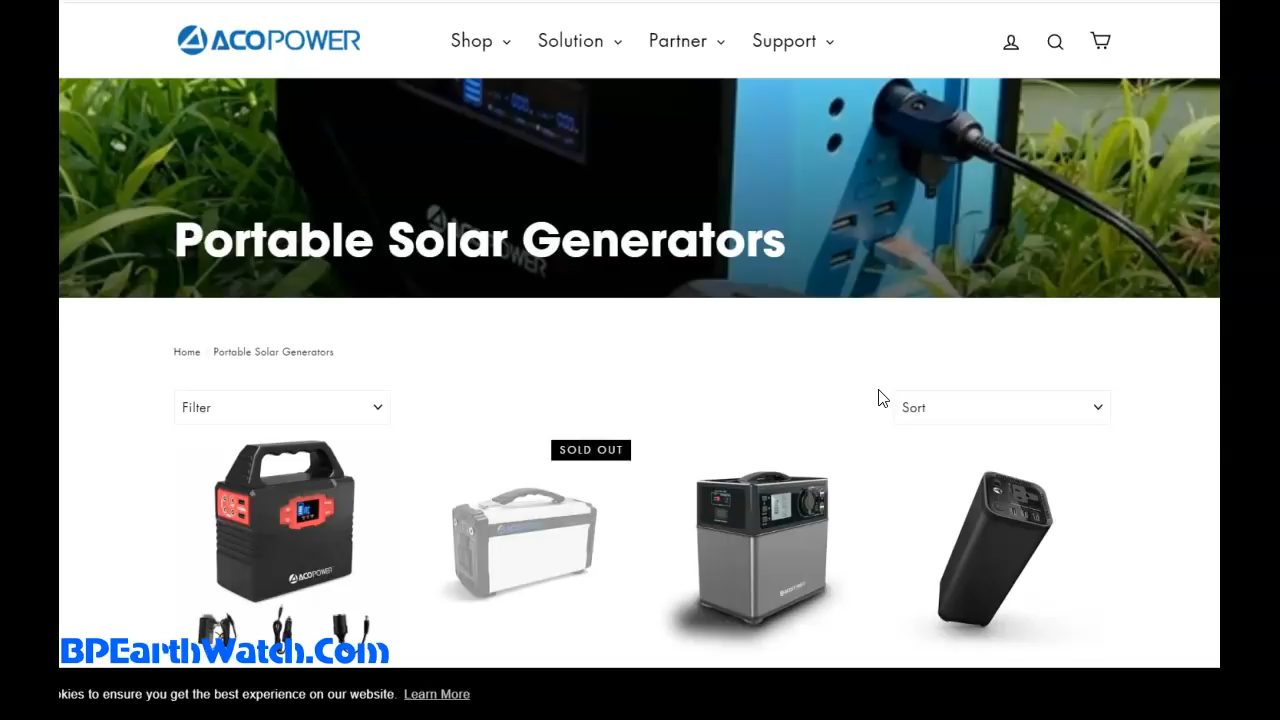 ACOPOWER
Shop Solution Partner Support
Portable Solar Generators
Home Portable Solar Generators
Filter
Sort
SOLD OUT
ACOPOWER
BPEarthWatch.Com
okies to ensure you get the best experience on our website. Learn More